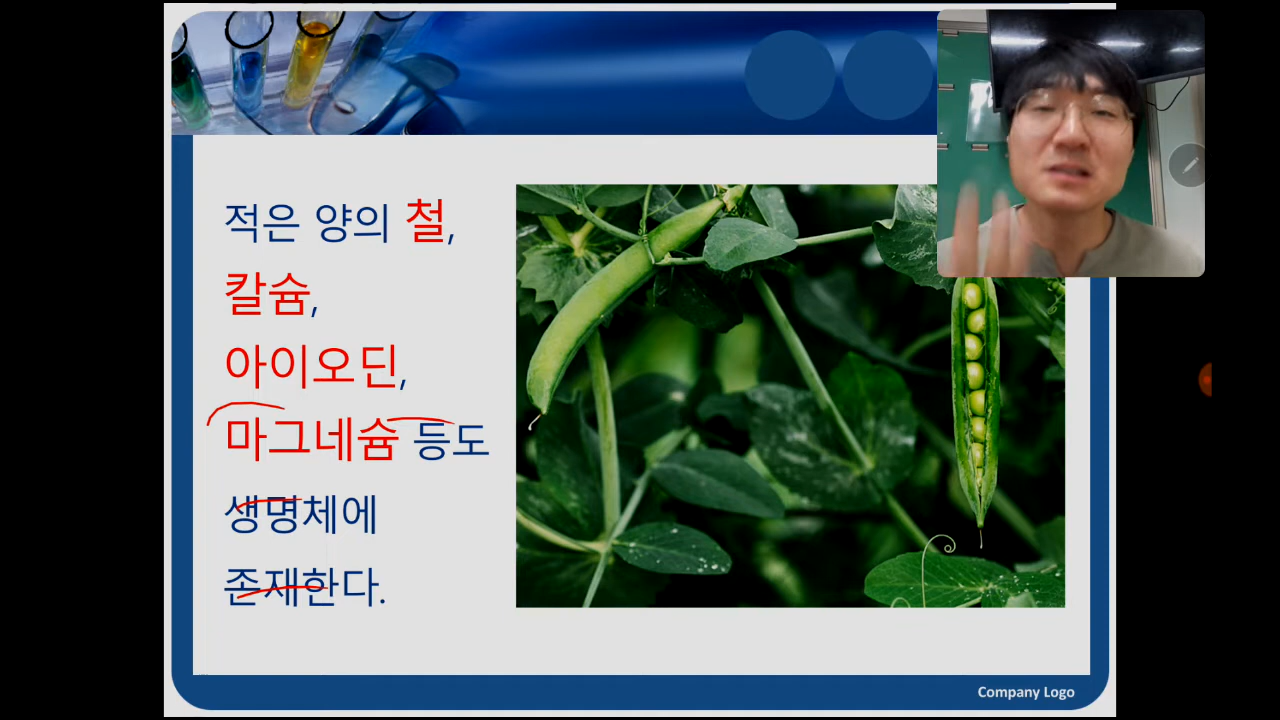 적은 양의 철,
칼슘,
아이오딘,
마그네슘 등도
생명체에
존재한다.
Company Logo